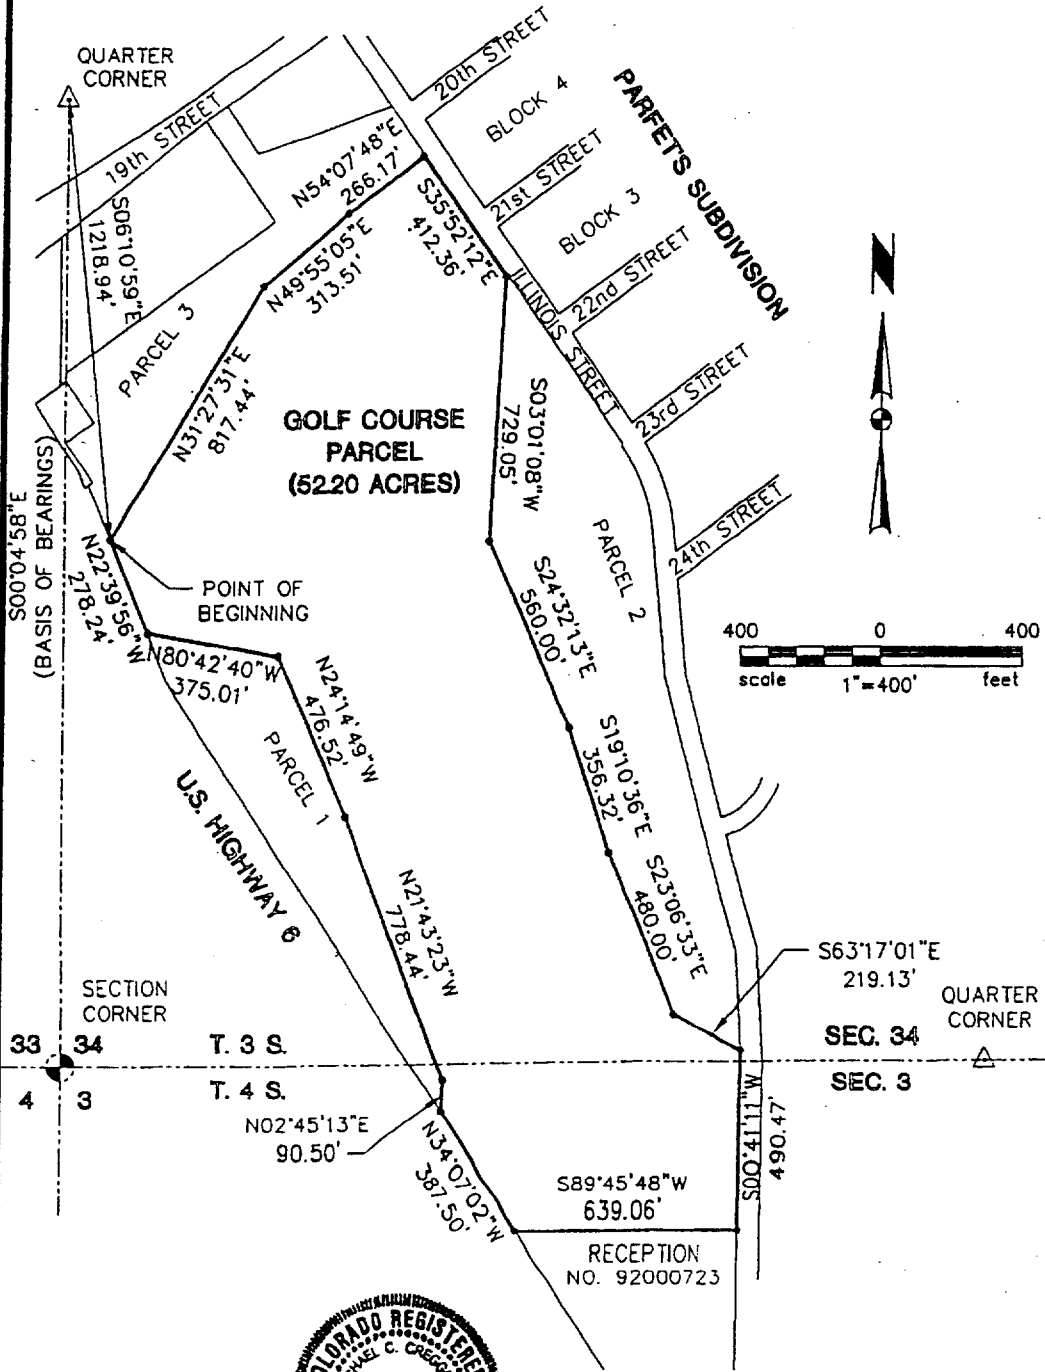 QUARTER
CORNER
20th STREET
BLOCK 4
PARFET'S SUBDIVISION
19th STREET
N54°07'48"E
266.17'
21st STREET
BLOCK 3
S35°52'12"E
412.36'
S06°10'59"E
1218.94'
N49°55'05"E
313.51'
22nd STREET
N
ILLINOIS STREET
PARCEL 3
N31°27'31"E
817.44'
GOLF COURSE
PARCEL
(52.20 ACRES)
S03°01'08"W
729.05'
23rd STREET
S00°04'58"E
(BASIS OF BEARINGS)
24th STREET
PARCEL 2
N22°39'56"W
278.24'
POINT OF
BEGINNING
S24°32'13"E
560.00'
400 0 400
scale 1"=400' feet
N80°42'40"W
375.01'
N24°14'49"W
476.52'
PARCEL 1
S19°10'36"E
356.32'
U.S. HIGHWAY 6
N21°43'23"W
778.44'
S23°06'33"E
480.00'
S63°17'01"E
219.13'
SECTION
CORNER
QUARTER
CORNER
33 34
T. 3 S.
SEC. 34
4 3
T. 4 S.
SEC. 3
N02°45'13"E
90.50'
S00°41'11"W
490.47'
N34°07'02"W
387.50'
S89°45'48"W
639.06'
RECEPTION
NO. 92000723
COLORADO REGISTERED